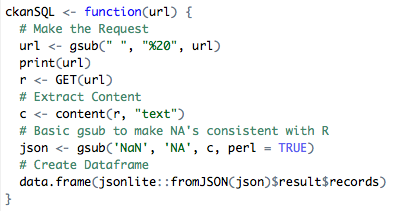 ckanSQL <- function(url) {
  # Make the Request
  url <- gsub(" ", "%20", url)
  print(url)
  r <- GET(url)
  # Extract Content
  c <- content(r, "text")
  # Basic gsub to make NA's consistent with R
  json <- gsub('NaN', 'NA', c, perl = TRUE)
  # Create Dataframe
  data.frame(jsonlite::fromJSON(json)$result$records)
}